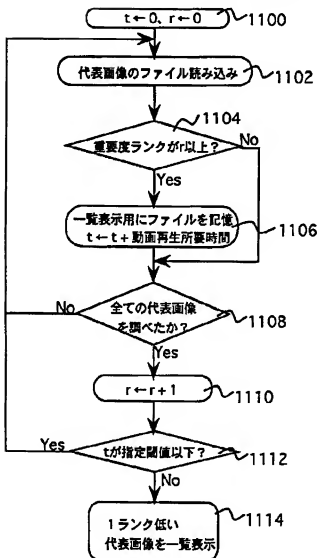 t←0、r←0
1100
代表画像のファイル読み込み
1102
1104
重要度ランクがr以上?
No
Yes
一覧表示用にファイルを記憶
t←t+動画再生所要時間
1106
全ての代表画像
を調べたか?
No
1108
Yes
r←r+1
1110
Yes
tが指定閾値以下?
1112
No
1ランク低い
代表画像を一覧表示
1114